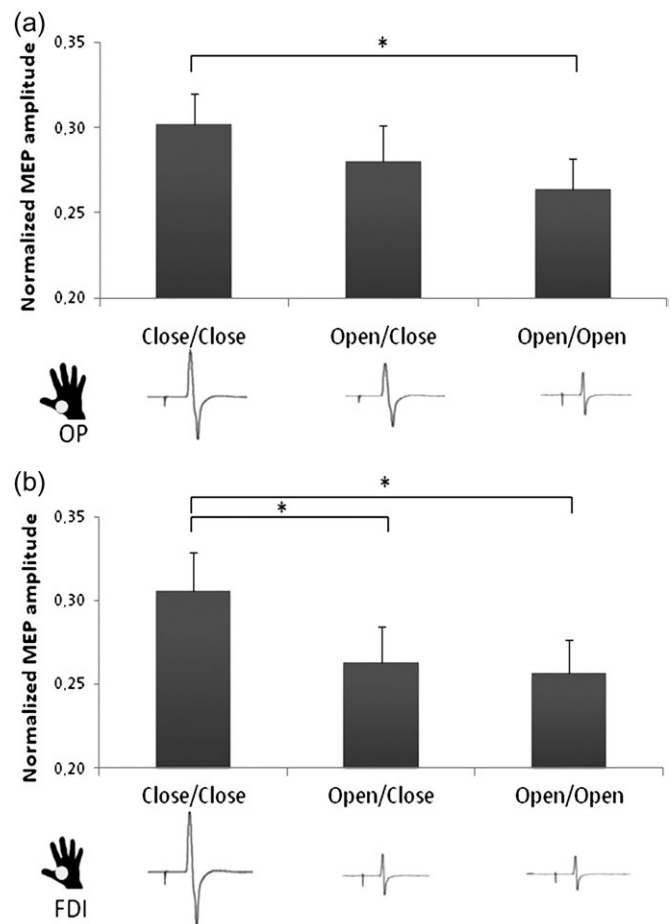 (a)
Normalized MEP amplitude
0,35
*
0,30
0,25
0,20
Close/Close Open/Close Open/Open
OP
(b)
Normalized MEP amplitude
0,35
*
*
0,30
0,25
0,20
Close/Close Open/Close Open/Open
FDI